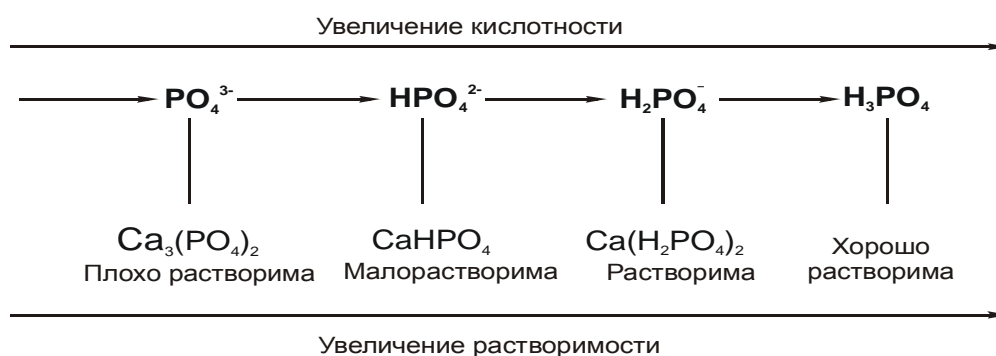 Увеличение кислотности
PO₄³⁻ HPO₄²⁻ H₂PO₄⁻ H₃PO₄
Ca₃(PO₄)₂ CaHPO₄ Ca(H₂PO₄)₂ Хорошо
Плохо растворима Малорастворима Растворима растворима
Увеличение растворимости